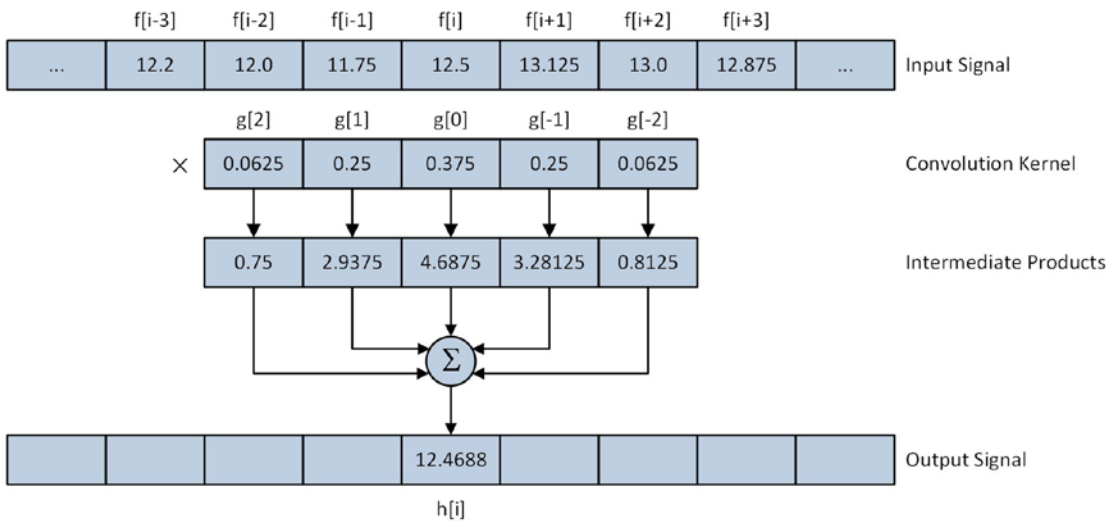 f[i-3] f[i-2] f[i-1] f[i] f[i+1] f[i+2] f[i+3]
... 12.2 12.0 11.75 12.5 13.125 13.0 12.875 ... Input Signal
g[2] g[1] g[0] g[-1] g[-2]
× 0.0625 0.25 0.375 0.25 0.0625 Convolution Kernel
0.75 2.9375 4.6875 3.28125 0.8125 Intermediate Products
Σ
12.4688 Output Signal
h[i]